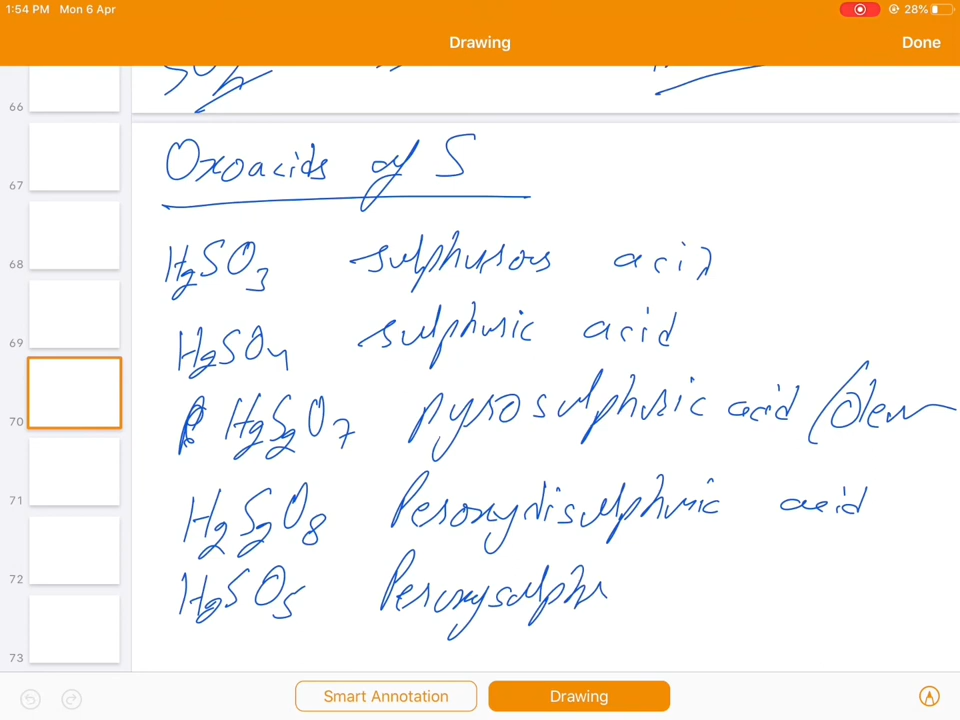 1:54 PM Mon 6 Apr 28%
Drawing Done
66
Oxoacids of S
67
H2SO3 sulphurous acid
68
H2SO4 sulphuric acid
69
H2S2O7 pyrosulphuric acid (oleum
70
H2S2O8 Peroxydisulphuric acid
71
H2SO5 Peroxysulphu
72
73
Smart Annotation Drawing